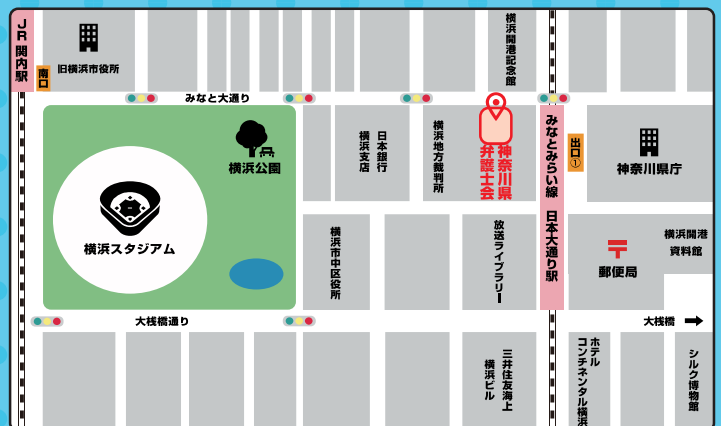 JR関内駅
南口
旧横浜市役所
横浜開港記念館
みなと大通り
横浜公園
横浜スタジアム
日本銀行
横浜支店
横浜地方裁判所
神奈川県
弁護士会
みなとみらい線 日本大通り駅
出口①
神奈川県庁
横浜市中区役所
放送ライブラリー
郵便局
横浜開港
資料館
大桟橋通り
大桟橋
三井住友海上
横浜ビル
ホテル
コンチネンタル横浜
シルク博物館